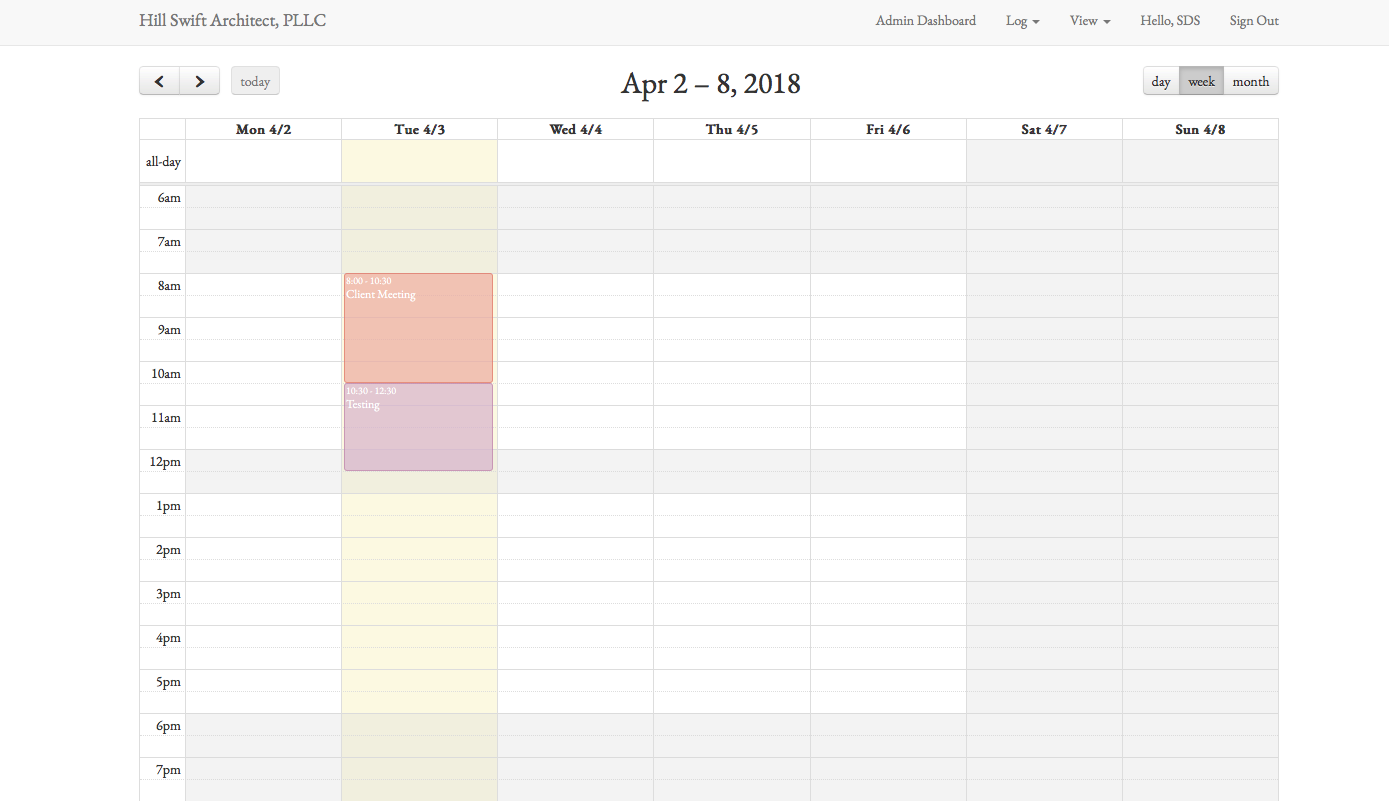 Hill Swift Architect, PLLC Admin Dashboard Log View Hello, SDS Sign Out
today Apr 2 – 8, 2018 day week month
Mon 4/2 Tue 4/3 Wed 4/4 Thu 4/5 Fri 4/6 Sat 4/7 Sun 4/8
all-day
6am
7am
8am 8:00 - 10:30
Client Meeting
9am
10am
10:30 - 12:30
Testing
11am
12pm
1pm
2pm
3pm
4pm
5pm
6pm
7pm